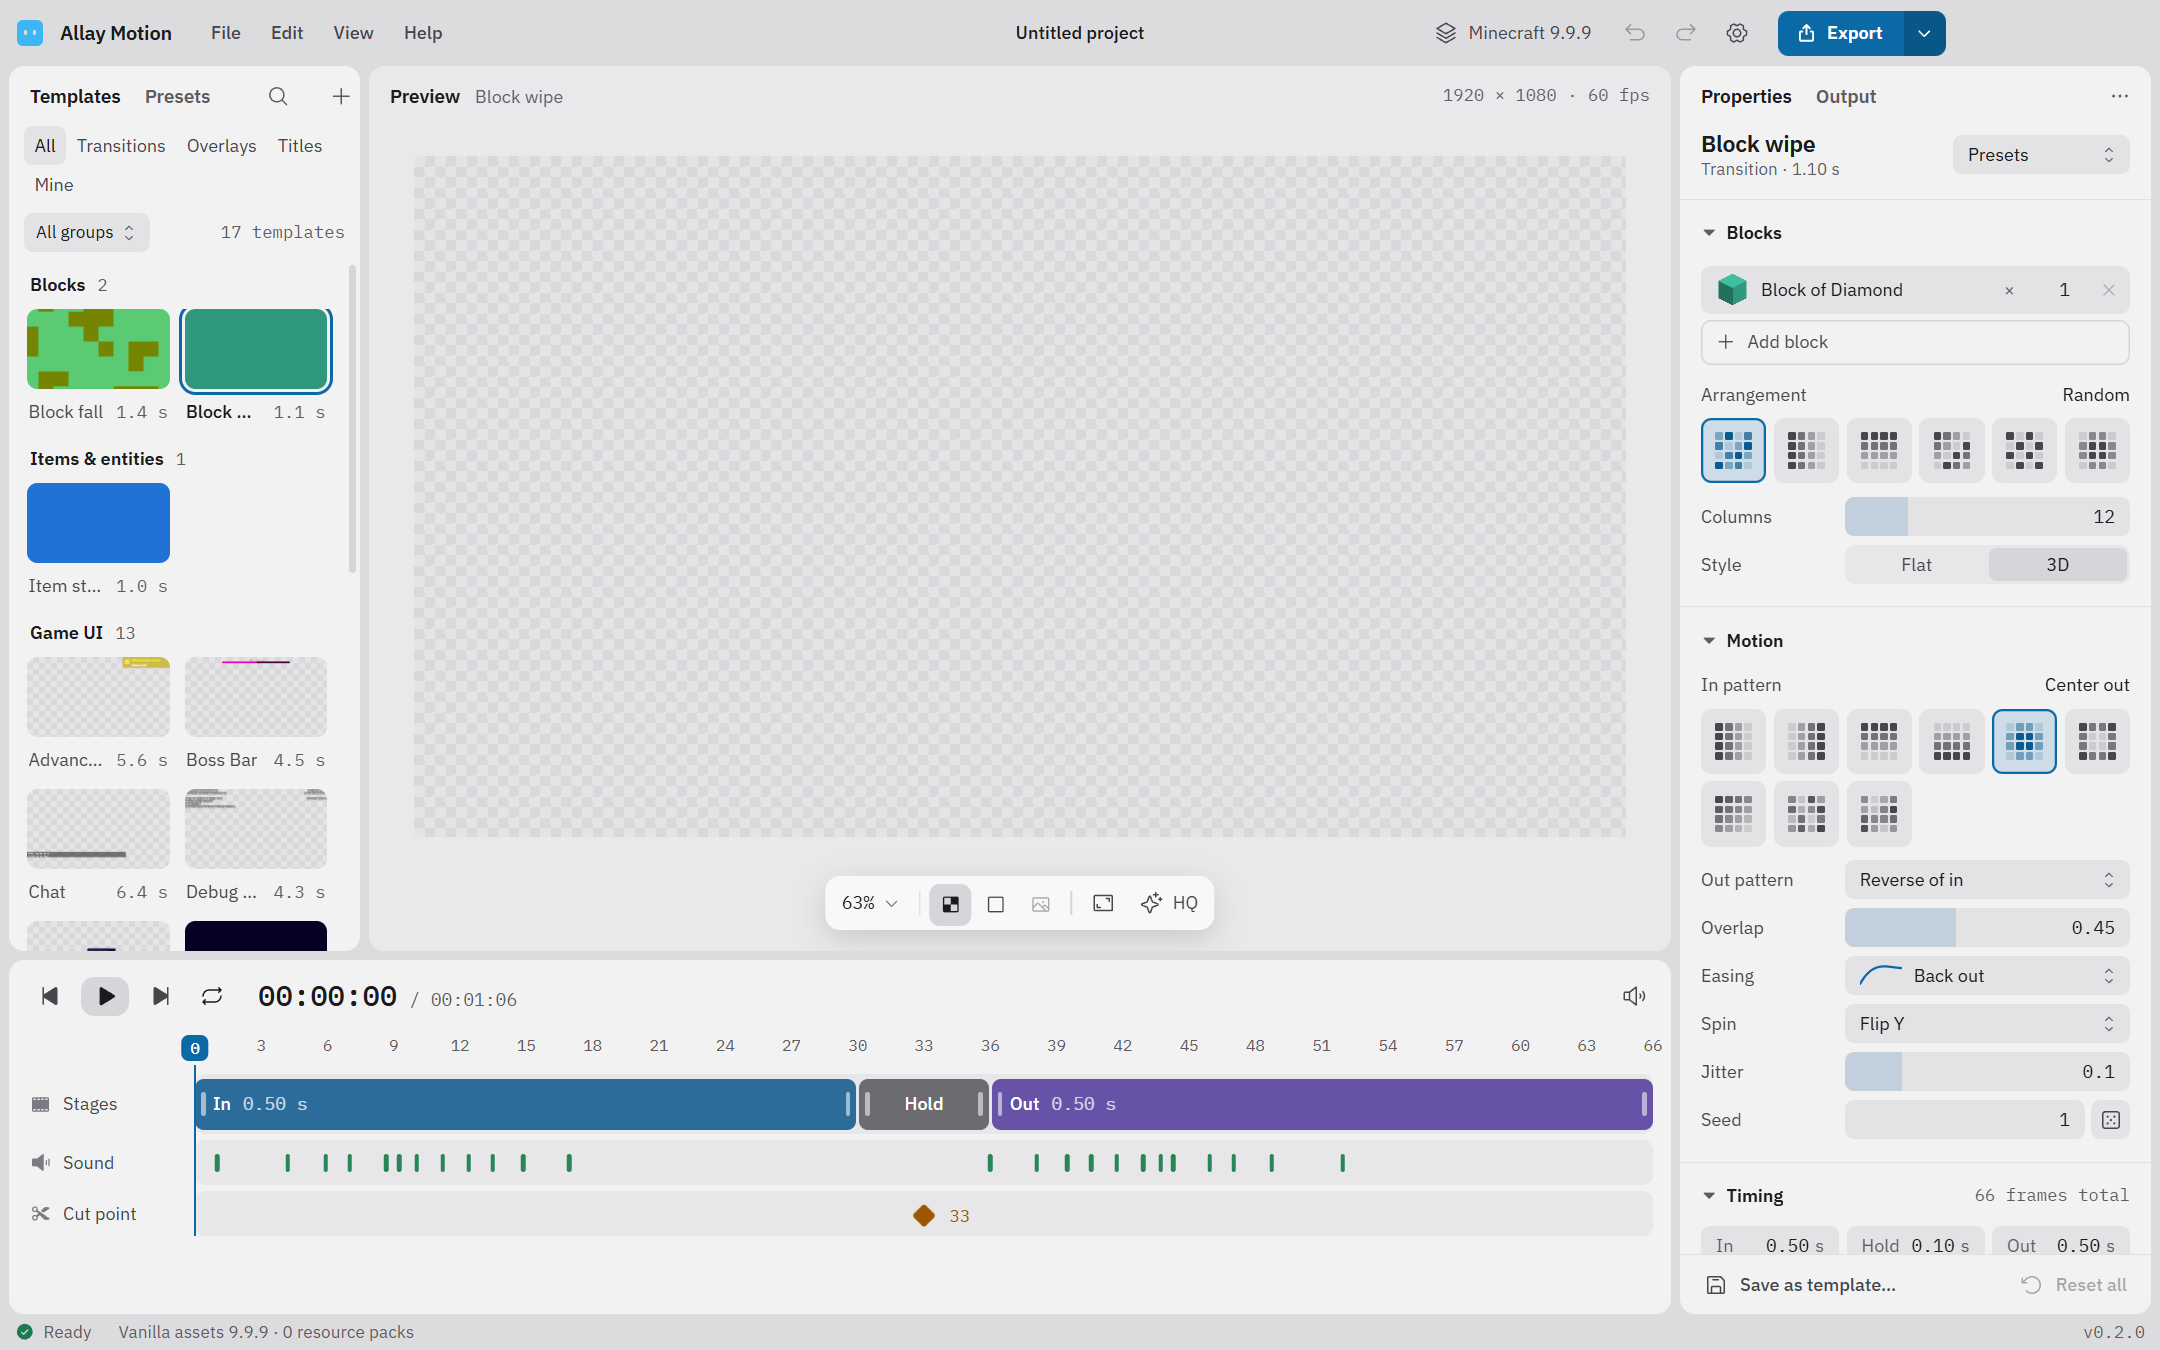 Allay Motion File Edit View Help Untitled project Minecraft 9.9.9 Export
Templates Presets
All Transitions Overlays Titles
Mine
All groups 17 templates
Blocks 2
Block fall 1.4 s Block ... 1.1 s
Items & entities 1
Item st... 1.0 s
Game UI 13
Advanc... 5.6 s Boss Bar 4.5 s
Chat 6.4 s Debug ... 4.3 s
Preview Block wipe 1920 × 1080 · 60 fps
63% HQ
Properties Output
Block wipe
Transition · 1.10 s
Presets
Blocks
Block of Diamond × 1
Add block
Arrangement Random
Columns 12
Style Flat 3D
Motion
In pattern Center out
Out pattern Reverse of in
Overlap 0.45
Easing Back out
Spin Flip Y
Jitter 0.1
Seed 1
Timing 66 frames total
In 0.50 s Hold 0.10 s Out 0.50 s
Save as template... Reset all
00:00:00 / 00:01:06
0 3 6 9 12 15 18 21 24 27 30 33 36 39 42 45 48 51 54 57 60 63 66
Stages In 0.50 s Hold Out 0.50 s
Sound
Cut point 33
Ready Vanilla assets 9.9.9 · 0 resource packs v0.2.0